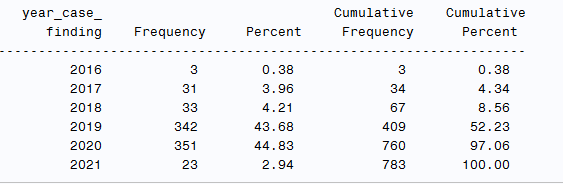 year_case_ Cumulative Cumulative
finding Frequency Percent Frequency Percent
2016 3 0.38 3 0.38
2017 31 3.96 34 4.34
2018 33 4.21 67 8.56
2019 342 43.68 409 52.23
2020 351 44.83 760 97.06
2021 23 2.94 783 100.00